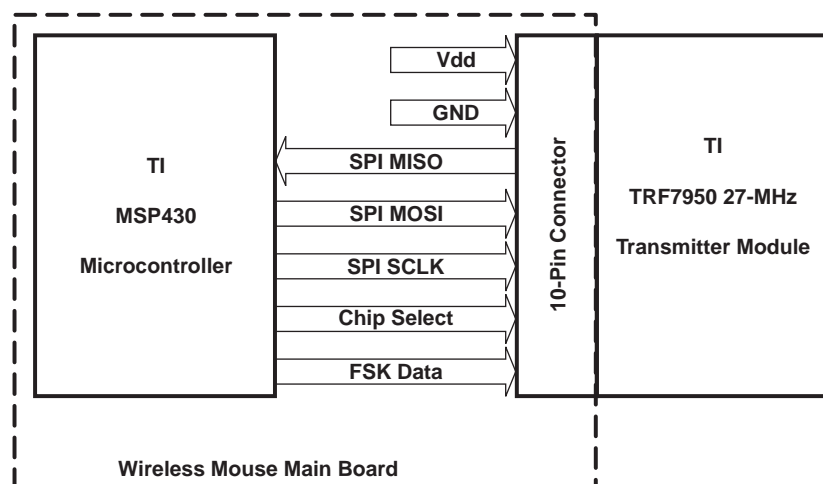 TI
MSP430
Microcontroller
Vdd
GND
SPI MISO
SPI MOSI
SPI SCLK
Chip Select
FSK Data
10-Pin Connector
TI
TRF7950 27-MHz
Transmitter Module
Wireless Mouse Main Board